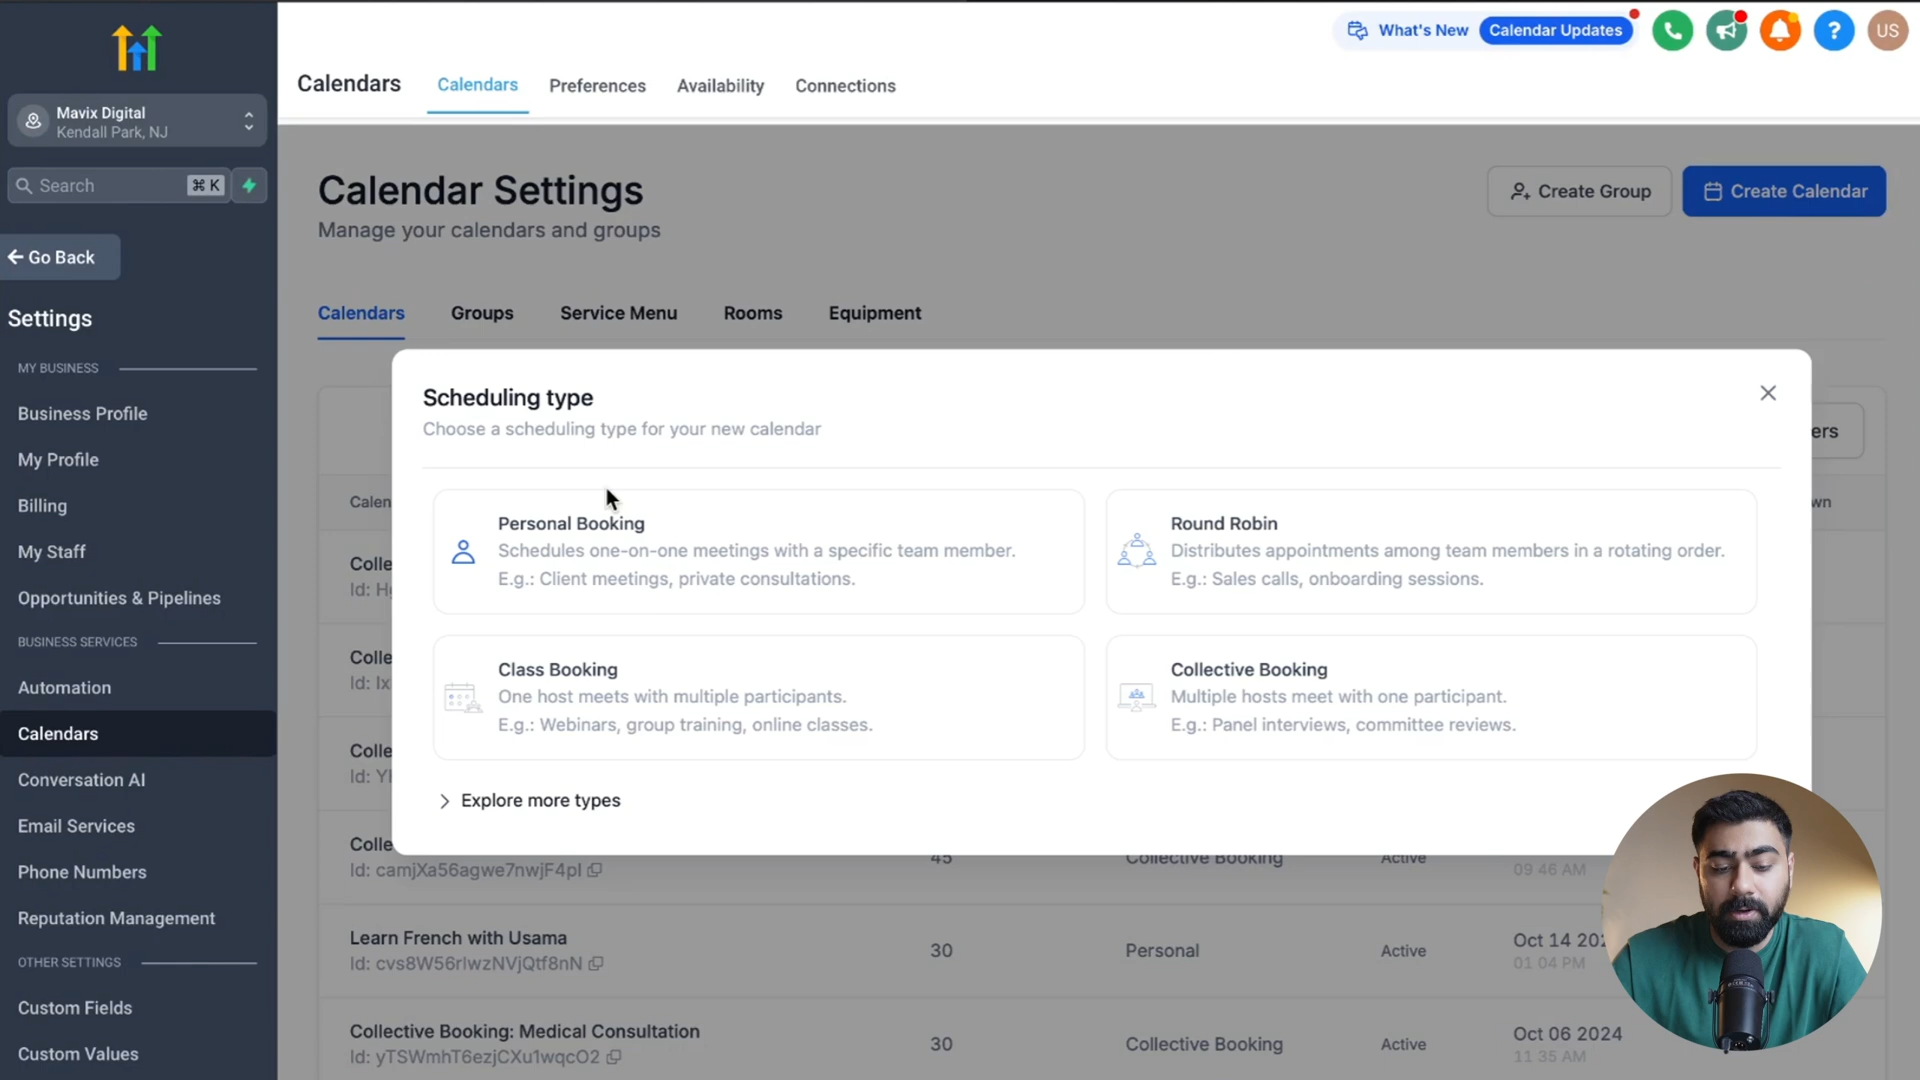 What's New
Calendar Updates
US
Calendars
Calendars
Preferences
Availability
Connections
Mavix Digital
Kendall Park, NJ
Search
⌘ K
Go Back
Settings
MY BUSINESS
Business Profile
My Profile
Billing
My Staff
Opportunities & Pipelines
BUSINESS SERVICES
Automation
Calendars
Conversation AI
Email Services
Phone Numbers
Reputation Management
OTHER SETTINGS
Custom Fields
Custom Values
Calendar Settings
Manage your calendars and groups
Create Group
Create Calendar
Calendars
Groups
Service Menu
Rooms
Equipment
Scheduling type
Choose a scheduling type for your new calendar
Personal Booking
Schedules one-on-one meetings with a specific team member.
E.g.: Client meetings, private consultations.
Round Robin
Distributes appointments among team members in a rotating order.
E.g.: Sales calls, onboarding sessions.
Class Booking
One host meets with multiple participants.
E.g.: Webinars, group training, online classes.
Collective Booking
Multiple hosts meet with one participant.
E.g.: Panel interviews, committee reviews.
Explore more types
45
Collective Booking
Active
09 46 AM
Id: camjXa56agwe7nwjF4pI
Learn French with Usama
30
Personal
Active
Oct 14
01 04 PM
Id: cvs8W56rlwzNVjQtf8nN
Collective Booking: Medical Consultation
30
Collective Booking
Active
Oct 06 2024
11 35 AM
Id: yTSWmhT6ezjCXu1wqcO2